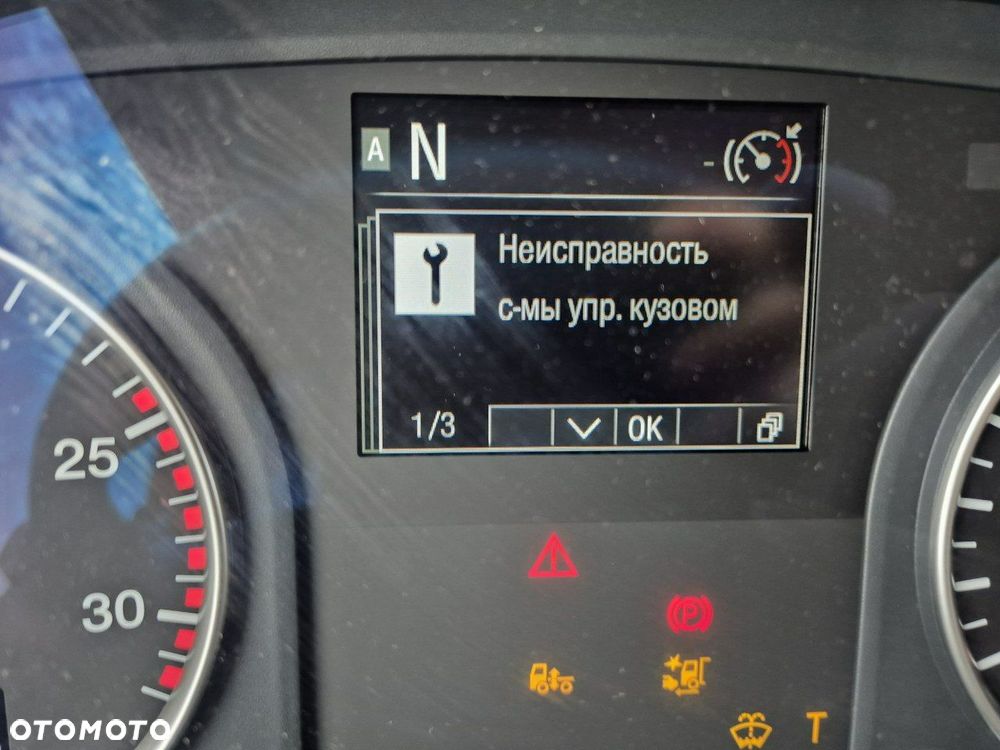 A N
Неисправность
с-мы упр. кузовом
1/3 OK
25
30
P
T
OTOMOTO